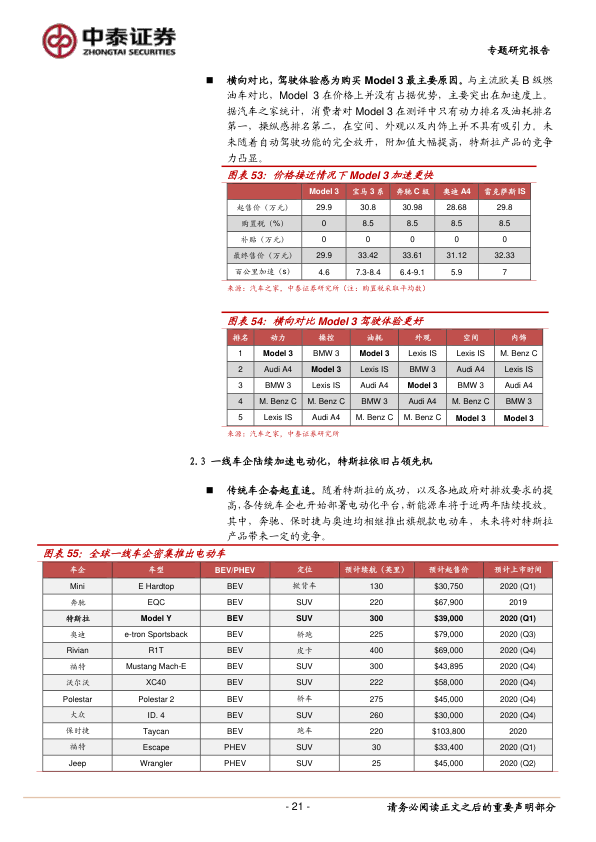 中泰证券
ZHONGTAI SECURITIES
专题研究报告
■ 横向对比，驾驶体验感为购买 Model 3 最主要原因。与主流欧美 B 级燃
油车对比，Model 3 在价格上并没有占据优势，主要突出在加速度上。
据汽车之家统计，消费者对 Model 3 在测评中只有动力排名及油耗排名
第一，操纵感排名第二，在空间、外观以及内饰上并不具有吸引力。未
来随着自动驾驶功能的完全放开，附加值大幅提高，特斯拉产品的竞争
力凸显。
图表 53：价格接近情况下 Model 3 加速更快
Model 3 宝马 3 系 奔驰 C 级 奥迪 A4 雷克萨斯 IS
起售价（万元） 29.9 30.8 30.98 28.68 29.8
购置税（%） 0 8.5 8.5 8.5 8.5
补贴（万元） 0 0 0 0 0
最终售价（万元） 29.9 33.42 33.61 31.12 32.33
百公里加速（s） 4.6 7.3-8.4 6.4-9.1 5.9 7
来源：汽车之家，中泰证券研究所（注：购置税采取平均数）
图表 54：横向对比 Model 3 驾驶体验更好
排名 动力 操控 油耗 外观 空间 内饰
1 Model 3 BMW 3 Model 3 Lexis IS Lexis IS M. Benz C
2 Audi A4 Model 3 Lexis IS BMW 3 Audi A4 Lexis IS
3 BMW 3 Lexis IS Audi A4 Model 3 BMW 3 Audi A4
4 M. Benz C M. Benz C BMW 3 Audi A4 M. Benz C BMW 3
5 Lexis IS Audi A4 M. Benz C M. Benz C Model 3 Model 3
来源：汽车之家，中泰证券研究所
2.3 一线车企陆续加速电动化，特斯拉依旧占领先机
■ 传统车企奋起直追。随着特斯拉的成功，以及各地政府对排放要求的提
高，各传统车企也开始部署电动化平台，新能源车将于近两年陆续投放。
其中，奔驰、保时捷与奥迪均相继推出旗舰款电动车，未来将对特斯拉
产品带来一定的竞争。
图表 55：全球一线车企密集推出电动车
车企 车型 BEV/PHEV 定位 预计续航（英里） 预计起售价 预计上市时间
Mini E Hardtop BEV 掀背车 130 $30,750 2020 (Q1)
奔驰 EQC BEV SUV 220 $67,900 2019
特斯拉 Model Y BEV SUV 300 $39,000 2020 (Q1)
奥迪 e-tron Sportsback BEV 轿跑 225 $79,000 2020 (Q3)
Rivian R1T BEV 皮卡 400 $69,000 2020 (Q4)
福特 Mustang Mach-E BEV SUV 300 $43,895 2020 (Q4)
沃尔沃 XC40 BEV SUV 222 $58,000 2020 (Q4)
Polestar Polestar 2 BEV 轿车 275 $45,000 2020 (Q4)
大众 ID. 4 BEV SUV 260 $30,000 2020 (Q4)
保时捷 Taycan BEV 跑车 220 $103,800 2020
福特 Escape PHEV SUV 30 $33,400 2020 (Q1)
Jeep Wrangler PHEV SUV 25 $45,000 2020 (Q2)
- 21 -
请务必阅读正文之后的重要声明部分